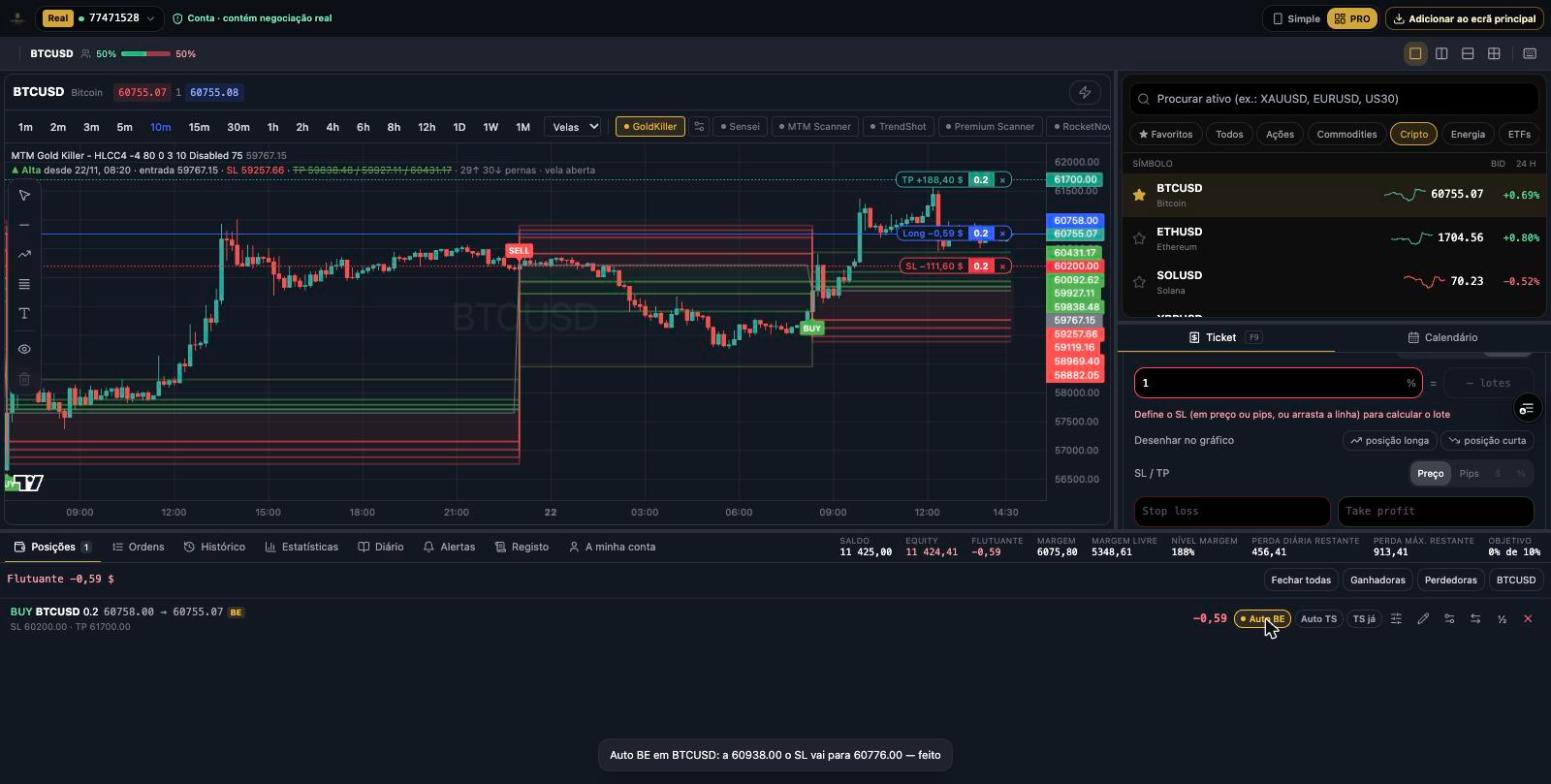 Real 77471528 Conta · contém negociação real Simple PRO Adicionar ao ecrã principal
BTCUSD 50% 50%
BTCUSD Bitcoin 60755.07 1 60755.08
1m 2m 3m 5m 10m 15m 30m 1h 2h 4h 6h 8h 12h 1D 1W 1M Velas GoldKiller Sensei MTM Scanner TrendShot Premium Scanner RocketNov
MTM Gold Killer - HLCC4 -4 80 0 3 10 Disabled 75 59767.15
▲ Alta desde 22/11, 08:20 · entrada 59767.15 · SL 59257.66 · TP 59838.48 / 59927.11 / 60431.17 · 29↑ 30↓ pernas · vela aberta
62000.00
TP +188,40 $ 0.2 × 61700.00
61500.00
60758.00
Long −0,59 $ 0.2 × 60755.07
SELL
60431.17
SL −111,60 $ 0.2 × 60200.00
60092.62
59927.11
59838.48
BTCUSD
59767.15
BUY
59257.66
59119.16
58969.40
58882.05
58000.00
57500.00
57000.00
56500.00
09:00 12:00 15:00 18:00 21:00 22 03:00 06:00 09:00 12:00 14:30
Procurar ativo (ex.: XAUUSD, EURUSD, US30)
★ Favoritos Todos Ações Commodities Cripto Energia ETFs
SÍMBOLO BID 24 H
BTCUSD 60755.07 +0.69%
Bitcoin
ETHUSD 1704.56 +0.80%
Ethereum
SOLUSD 70.23 −0.52%
Solana
Ticket F9 Calendário
1 % = — lotes
Define o SL (em preço ou pips, ou arrasta a linha) para calcular o lote
Desenhar no gráfico posição longa posição curta
SL / TP Preço Pips $ %
Stop loss Take profit
Posições 1 Ordens Histórico Estatísticas Diário Alertas Registo A minha conta
SALDO EQUITY FLUTUANTE MARGEM MARGEM LIVRE NÍVEL MARGEM PERDA DIÁRIA RESTANTE PERDA MÁX. RESTANTE OBJETIVO
11 425,00 11 424,41 −0,59 6075,80 5348,61 188% 456,41 913,41 0% de 10%
Flutuante −0,59 $ Fechar todas Ganhadoras Perdedoras BTCUSD
BUY BTCUSD 0.2 60758.00 → 60755.07 BE
SL 60200.00 · TP 61700.00
−0,59 Auto BE Auto TS TS já ½ ×
Auto BE em BTCUSD: a 60938.00 o SL vai para 60776.00 — feito